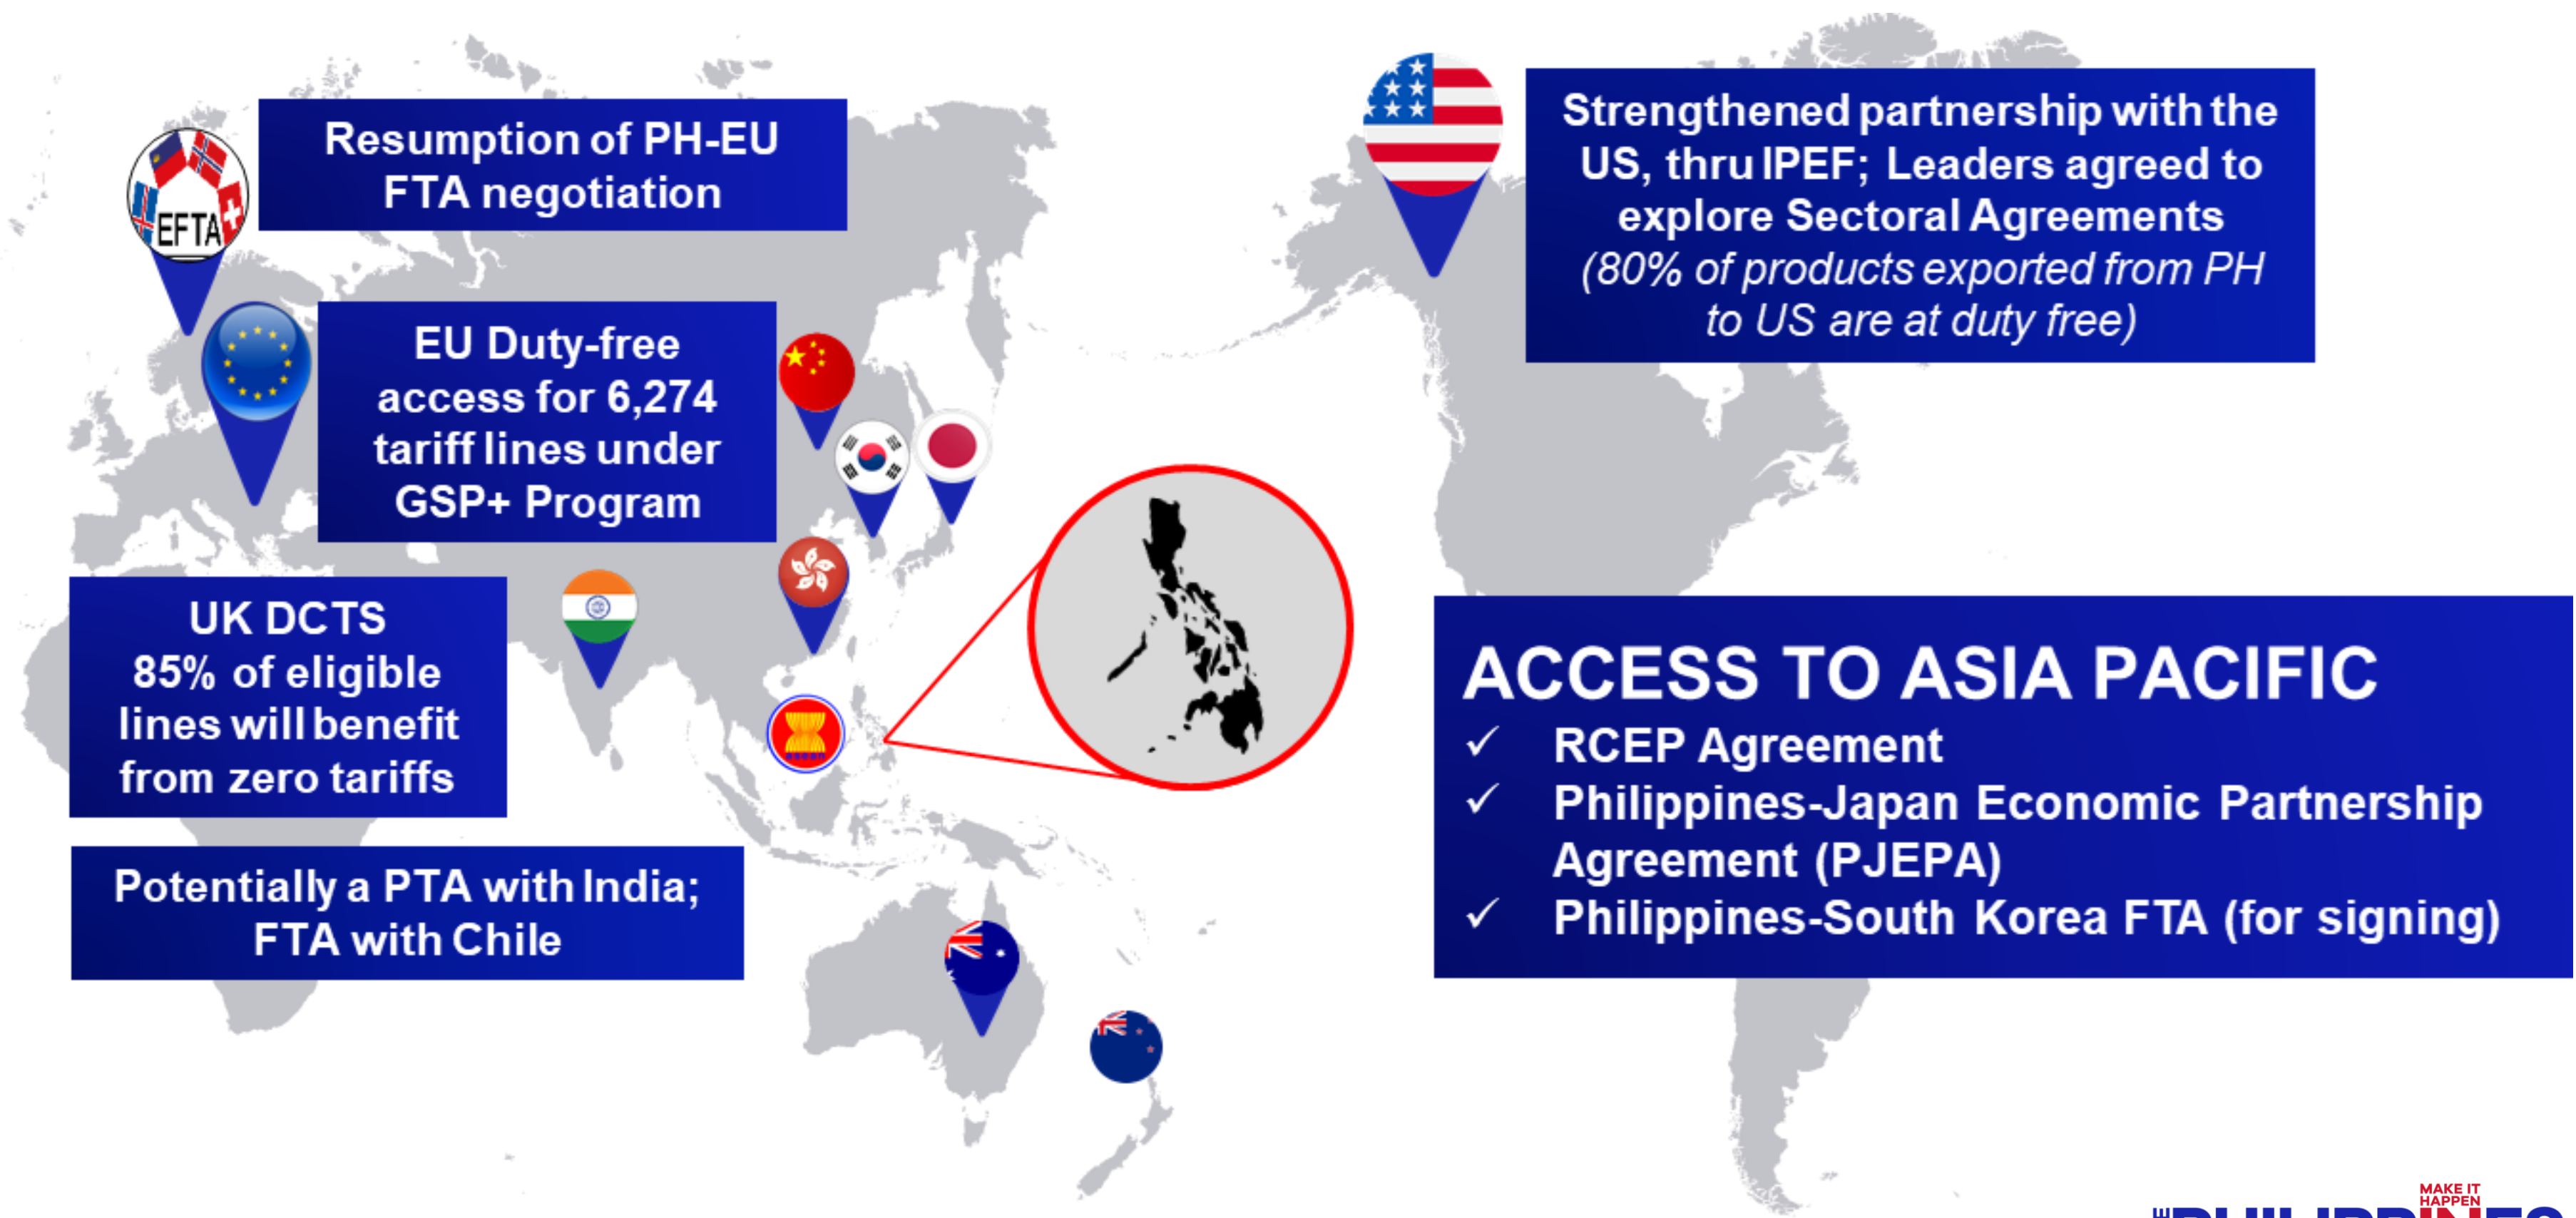 EFTA
Resumption of PH-EU
FTA negotiation
EU Duty-free
access for 6,274
tariff lines under
GSP+ Program
UK DCTS
85% of eligible
lines will benefit
from zero tariffs
Potentially a PTA with India;
FTA with Chile
Strengthened partnership with the
US, thru IPEF; Leaders agreed to
explore Sectoral Agreements
(80% of products exported from PH
to US are at duty free)
ACCESS TO ASIA PACIFIC
✓ RCEP Agreement
✓ Philippines-Japan Economic Partnership
Agreement (PJEPA)
✓ Philippines-South Korea FTA (for signing)
MAKE IT
HAPPEN
IN
THE PHILIPPINES